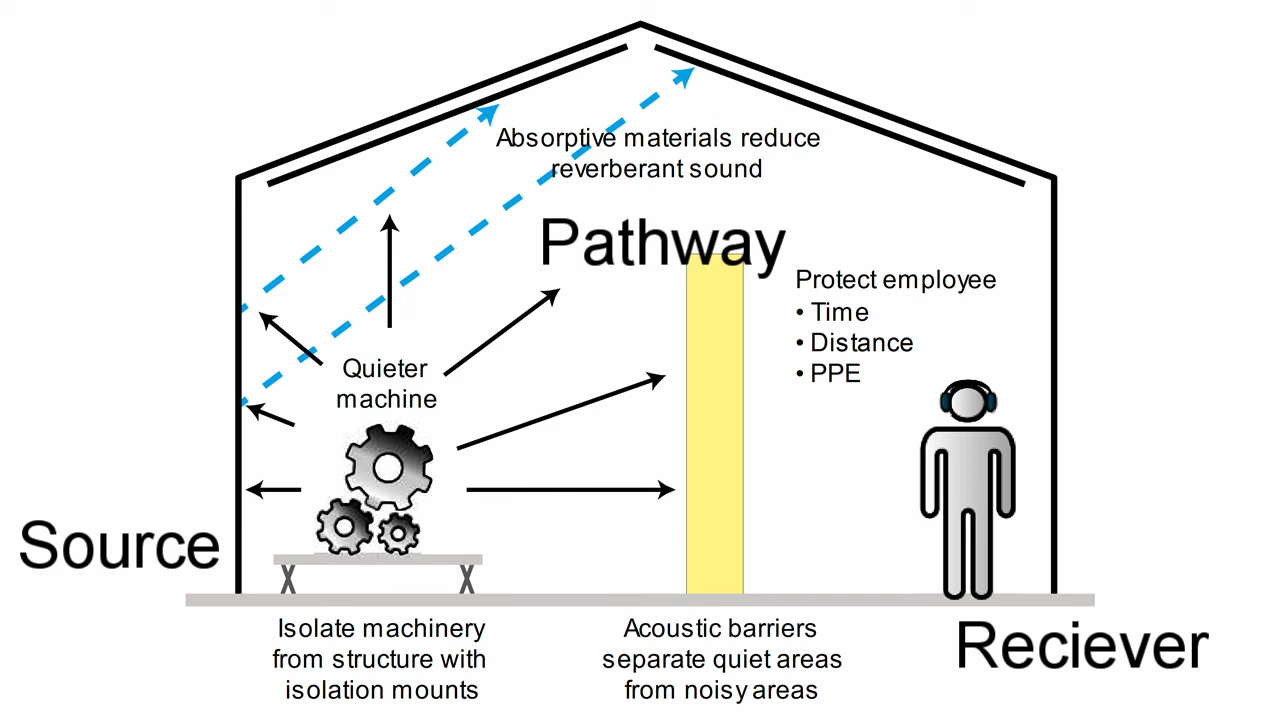 Absorptive materials reduce
reverberant sound
Pathway
Protect employee
• Time
• Distance
• PPE
Quieter
machine
Source
Isolate machinery
from structure with
isolation mounts
Acoustic barriers
separate quiet areas
from noisy areas
Reciever